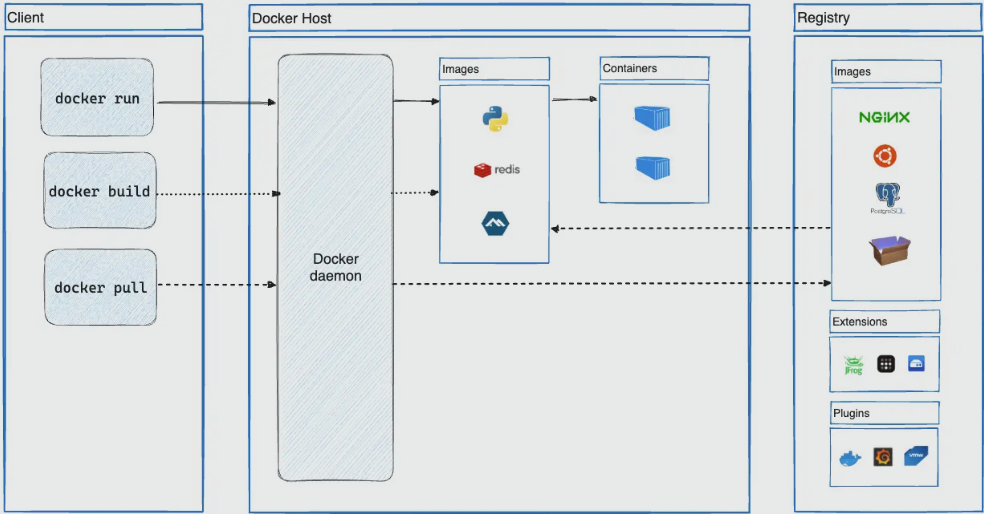 Client
docker run
docker build
docker pull
Docker Host
Docker
daemon
Images
redis
Containers
Registry
Images
NGINX
PostgreSQL
Extensions
JFrog
Plugins
vmw